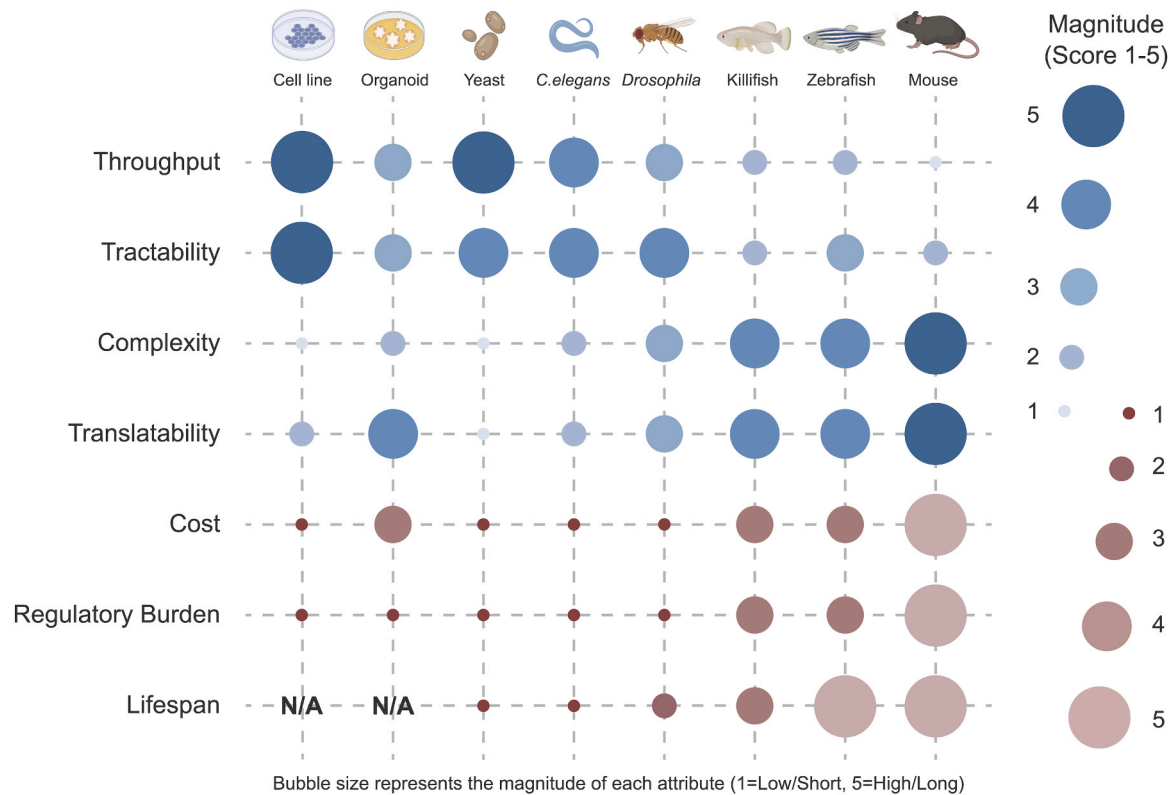 Magnitude
(Score 1-5)
Cell line
Organoid
Yeast
C.elegans
Drosophila
Killifish
Zebrafish
Mouse
5
Throughput
4
Tractability
3
Complexity
2
1
1
Translatability
2
Cost
3
Regulatory Burden
4
Lifespan
N/A
N/A
5
Bubble size represents the magnitude of each attribute (1=Low/Short, 5=High/Long)